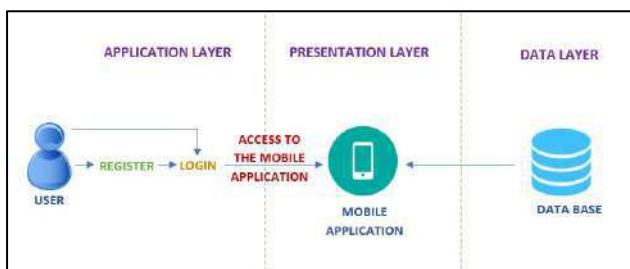 APPLICATION LAYER
PRESENTATION LAYER
DATA LAYER
USER
REGISTER
LOGIN
ACCESS TO
THE MOBILE
APPLICATION
MOBILE
APPLICATION
DATA BASE